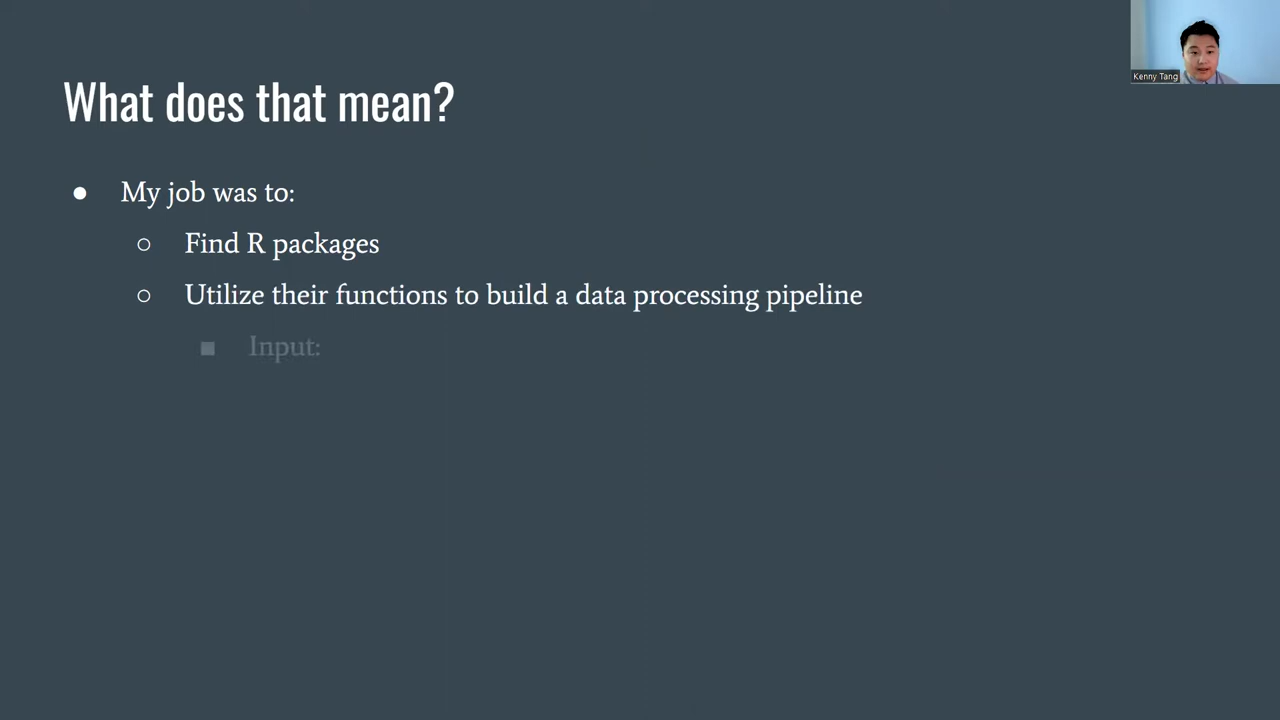 Kenny Tang
What does that mean?
● My job was to:
○ Find R packages
○ Utilize their functions to build a data processing pipeline
■ Input: